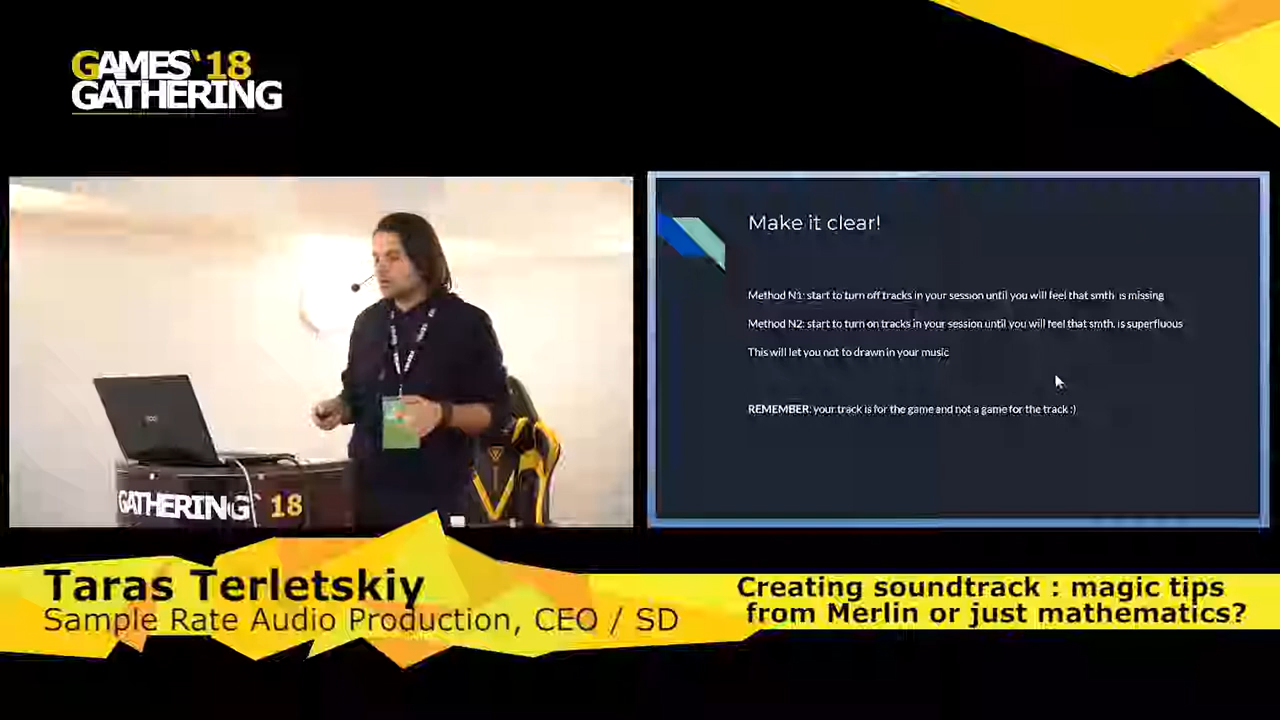 GAMES`18
GATHERING
Make it clear!
Method N1: start to turn off tracks in your session until you will feel that smth is missing
Method N2: start to turn on tracks in your session until you will feel that smth. is superfluous
This will let you not to drawn in your music
REMEMBER: your track is for the game and not a game for the track :)
GATHERING`18
Taras Terletskiy
Sample Rate Audio Production, CEO / SD
Creating soundtrack : magic tips
from Merlin or just mathematics?